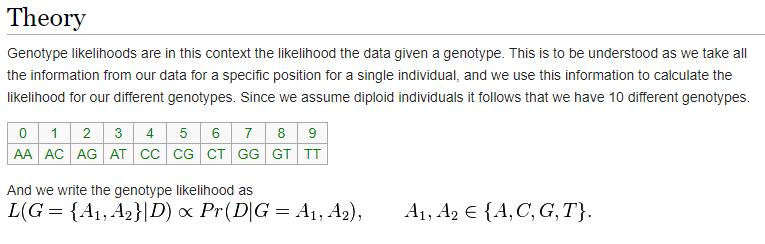 Theory
Genotype likelihoods are in this context the likelihood the data given a genotype. This is to be understood as we take all
the information from our data for a specific position for a single individual, and we use this information to calculate the
likelihood for our different genotypes. Since we assume diploid individuals it follows that we have 10 different genotypes.
0 1 2 3 4 5 6 7 8 9
AA AC AG AT CC CG CT GG GT TT
And we write the genotype likelihood as
L(G = {A₁, A₂}|D) ∝ Pr(D|G = A₁, A₂), A₁, A₂ ∈ {A, C, G, T}.